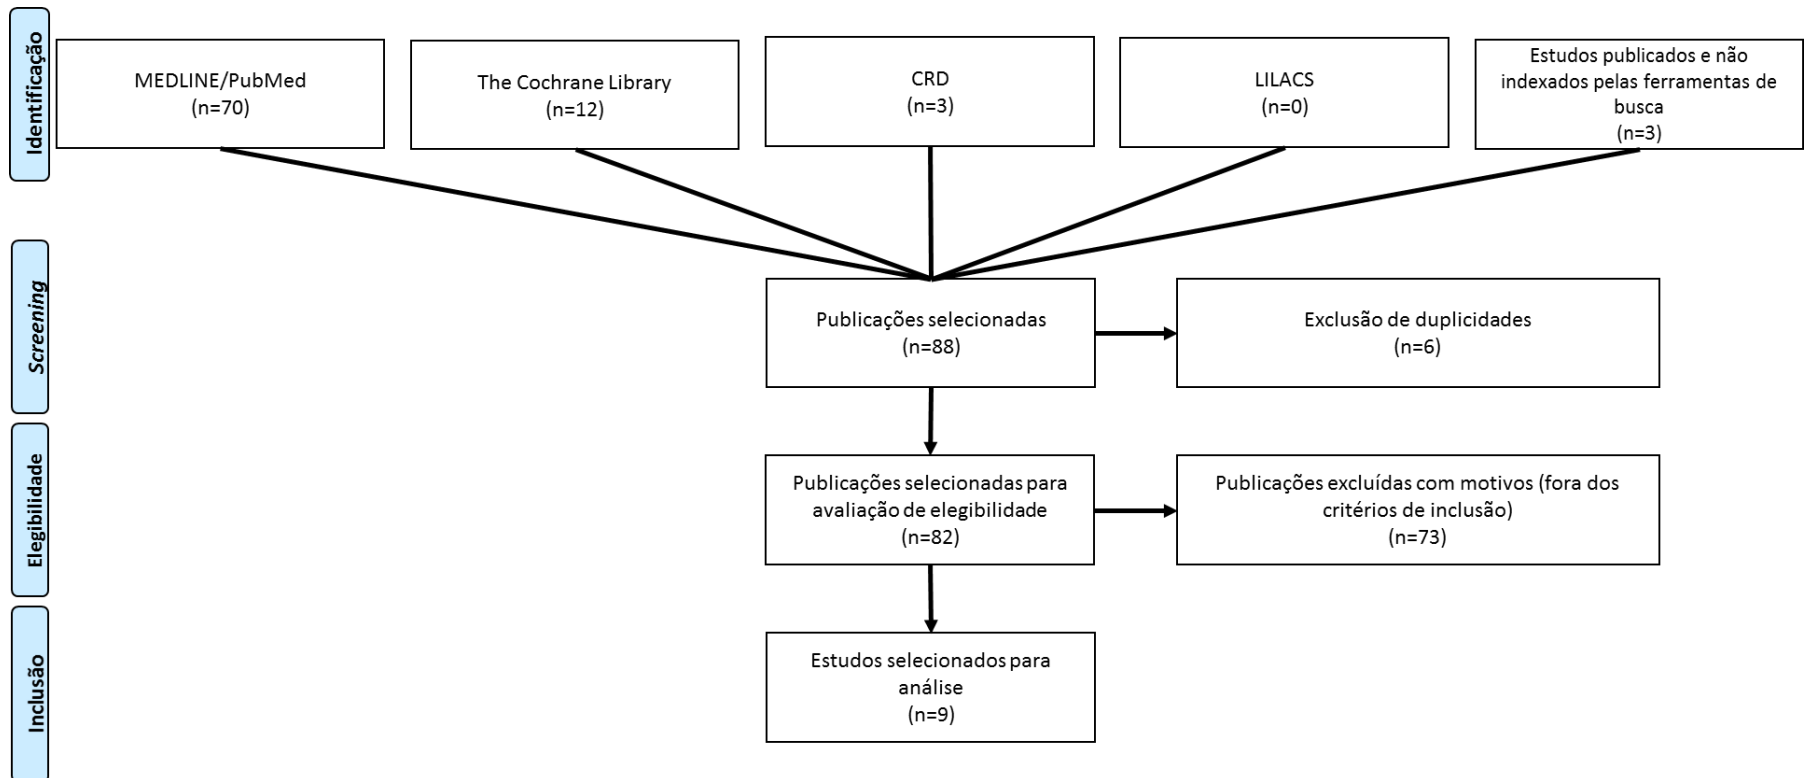 Identificação
MEDLINE/PubMed
(n=70)
The Cochrane Library
(n=12)
CRD
(n=3)
LILACS
(n=0)
Estudos publicados e não
indexados pelas ferramentas de
busca
(n=3)
Screening
Publicações selecionadas
(n=88)
Exclusão de duplicidades
(n=6)
Elegibilidade
Publicações selecionadas para
avaliação de elegibilidade
(n=82)
Publicações excluídas com motivos (fora dos
critérios de inclusão)
(n=73)
Inclusão
Estudos selecionados para
análise
(n=9)